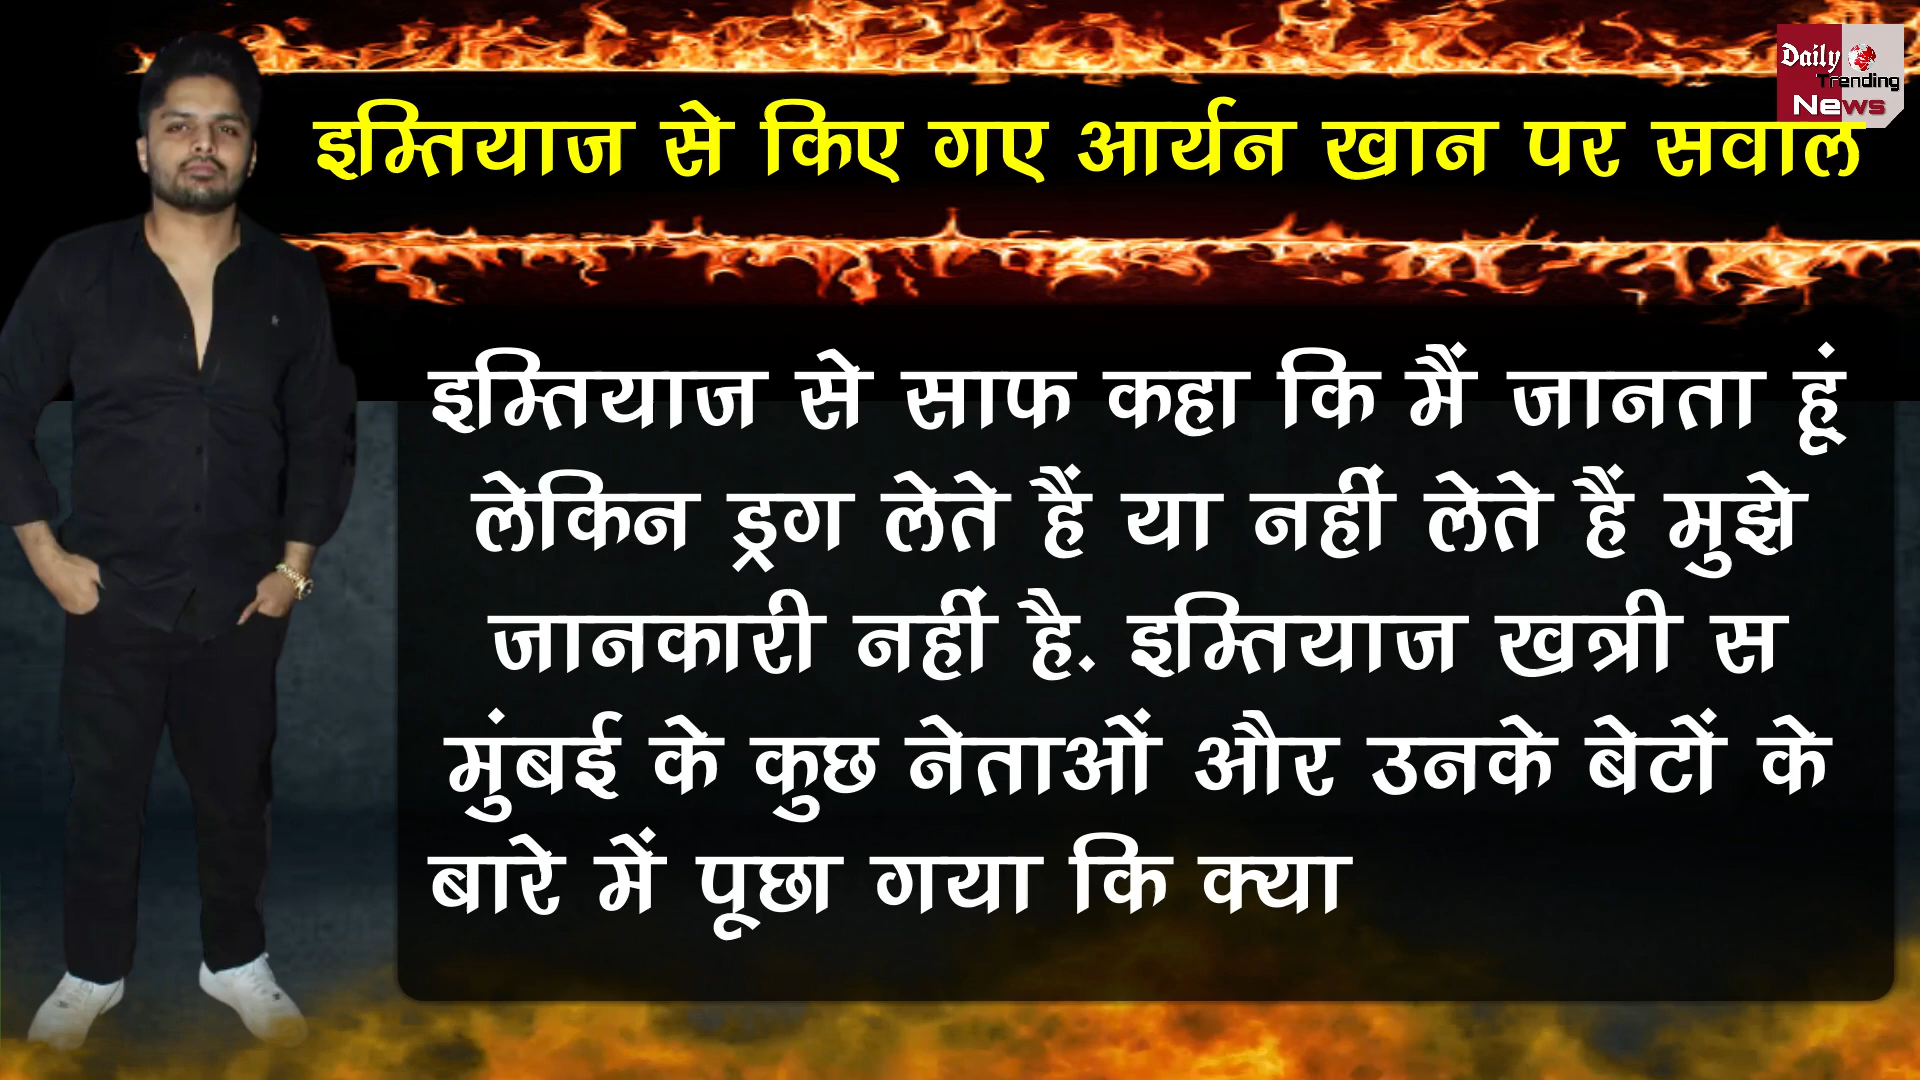 Daily
Trending
News
इम्तियाज से किए गए आर्यन खान पर सवाल
इम्तियाज से साफ कहा कि मैं जानता हूं
लेकिन ड्रग लेते हैं या नहीं लेते हैं मुझे
जानकारी नहीं है. इम्तियाज खत्री स
मुंबई के कुछ नेताओं और उनके बेटों के
बारे में पूछा गया कि क्या